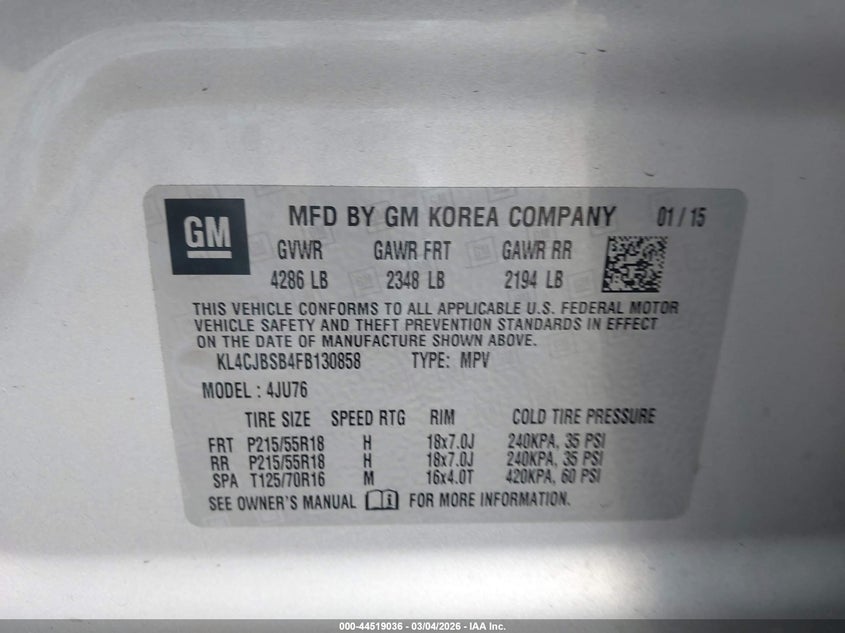 GM
MFD BY GM KOREA COMPANY 01 / 15
GVWR GAWR FRT GAWR RR
4286 LB 2348 LB 2194 LB
THIS VEHICLE CONFORMS TO ALL APPLICABLE U.S. FEDERAL MOTOR
VEHICLE SAFETY AND THEFT PREVENTION STANDARDS IN EFFECT
ON THE DATE OF MANUFACTURE SHOWN ABOVE.
KL4CJBSB4FB130858 TYPE: MPV
MODEL : 4JU76
TIRE SIZE SPEED RTG RIM COLD TIRE PRESSURE
FRT P215/55R18 H 18x7.0J 240KPA, 35 PSI
RR P215/55R18 H 18x7.0J 240KPA, 35 PSI
SPA T125/70R16 M 16x4.0T 420KPA, 60 PSI
SEE OWNER'S MANUAL FOR MORE INFORMATION.
000-44519036 - 03/04/2026 - IAA Inc.